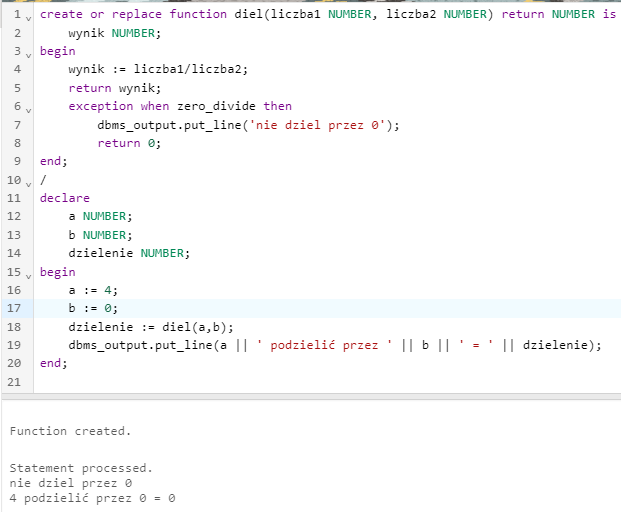 1 create or replace function diel(liczba1 NUMBER, liczba2 NUMBER) return NUMBER is
2 wynik NUMBER;
3 begin
4 wynik := liczba1/liczba2;
5 return wynik;
6 exception when zero_divide then
7 dbms_output.put_line('nie dziel przez 0');
8 return 0;
9 end;
10 /
11 declare
12 a NUMBER;
13 b NUMBER;
14 dzielenie NUMBER;
15 begin
16 a := 4;
17 b := 0;
18 dzielenie := diel(a,b);
19 dbms_output.put_line(a || ' podzielić przez ' || b || ' = ' || dzielenie);
20 end;
21
Function created.
Statement processed.
nie dziel przez 0
4 podzielić przez 0 = 0